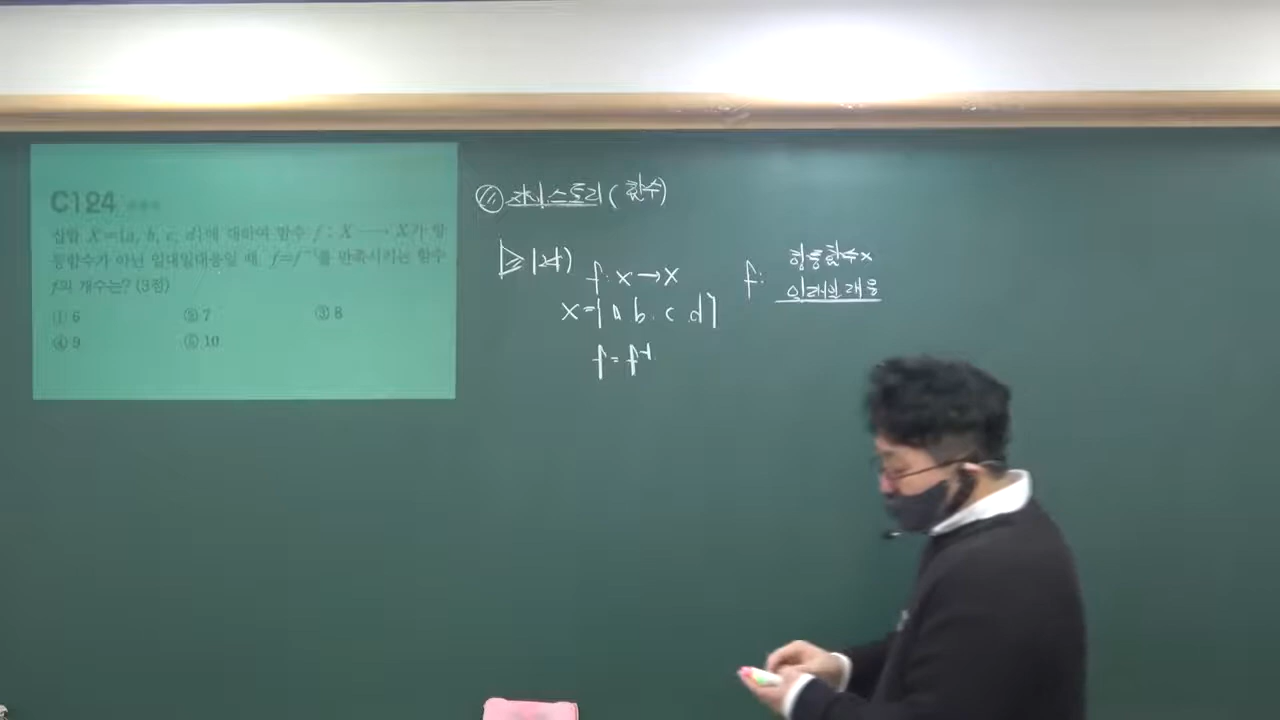 C124
집합 X={a, b, c, d}에 대하여 함수 f : X → X가 항
등함수가 아닌 일대일대응일 때, f=f⁻¹를 만족시키는 함수
f의 개수는? (3점)
① 6 ② 7 ③ 8
④ 9 ⑤ 10
자이스토리 (함수)
124)
f: X → X
X={a b. c d}
f = f⁻¹
f: 항등함수 X
일대일대응